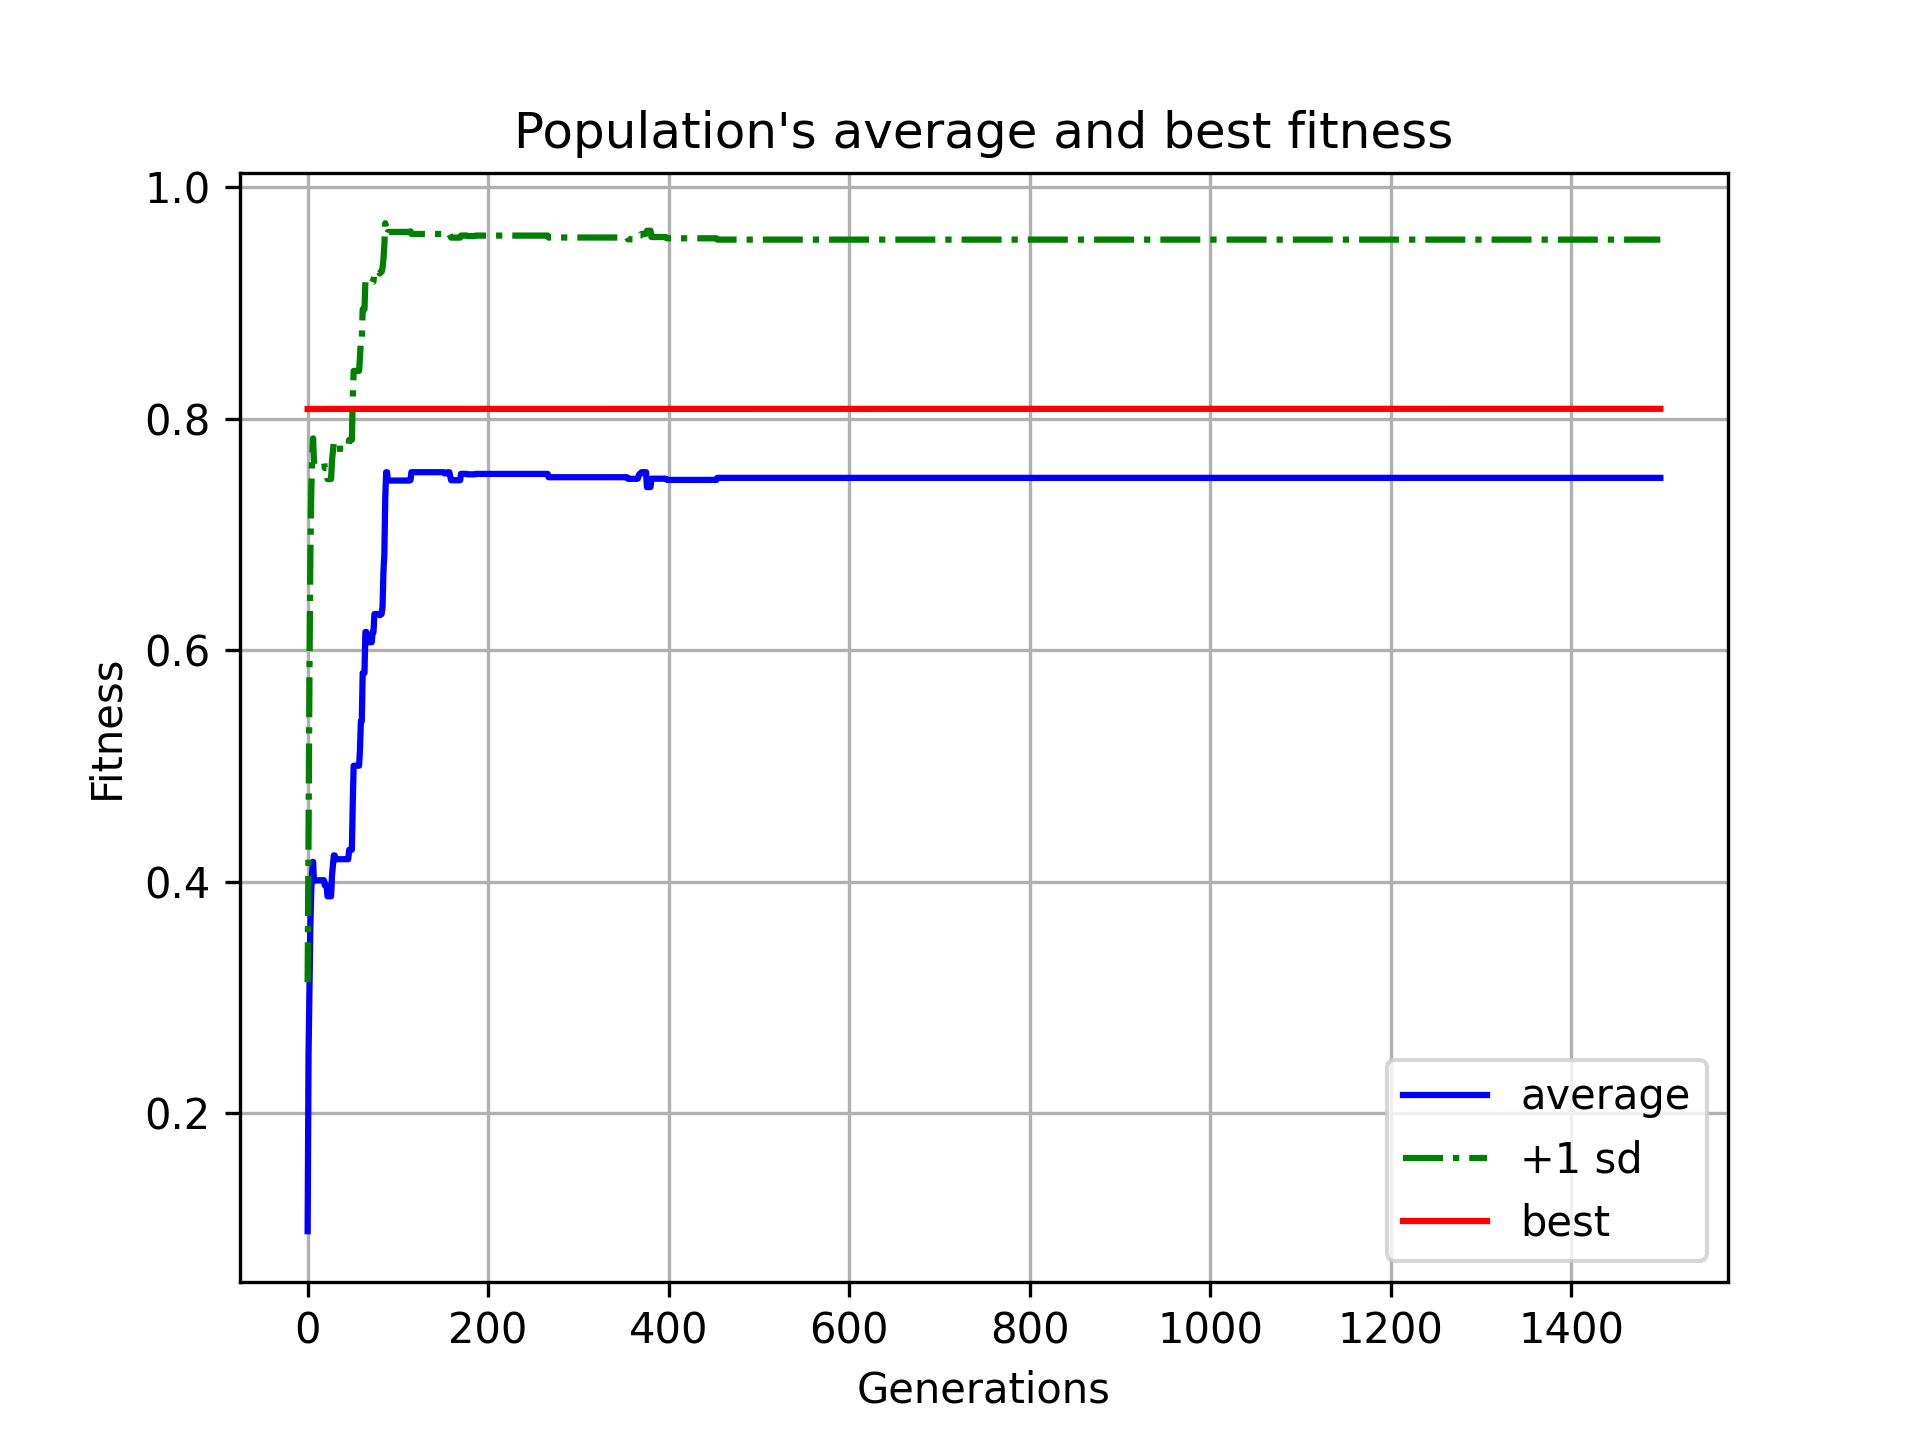 Population's average and best fitness
1.0
0.8
0.6
0.4
0.2
Fitness
0 200 400 600 800 1000 1200 1400
Generations
average
+1 sd
best